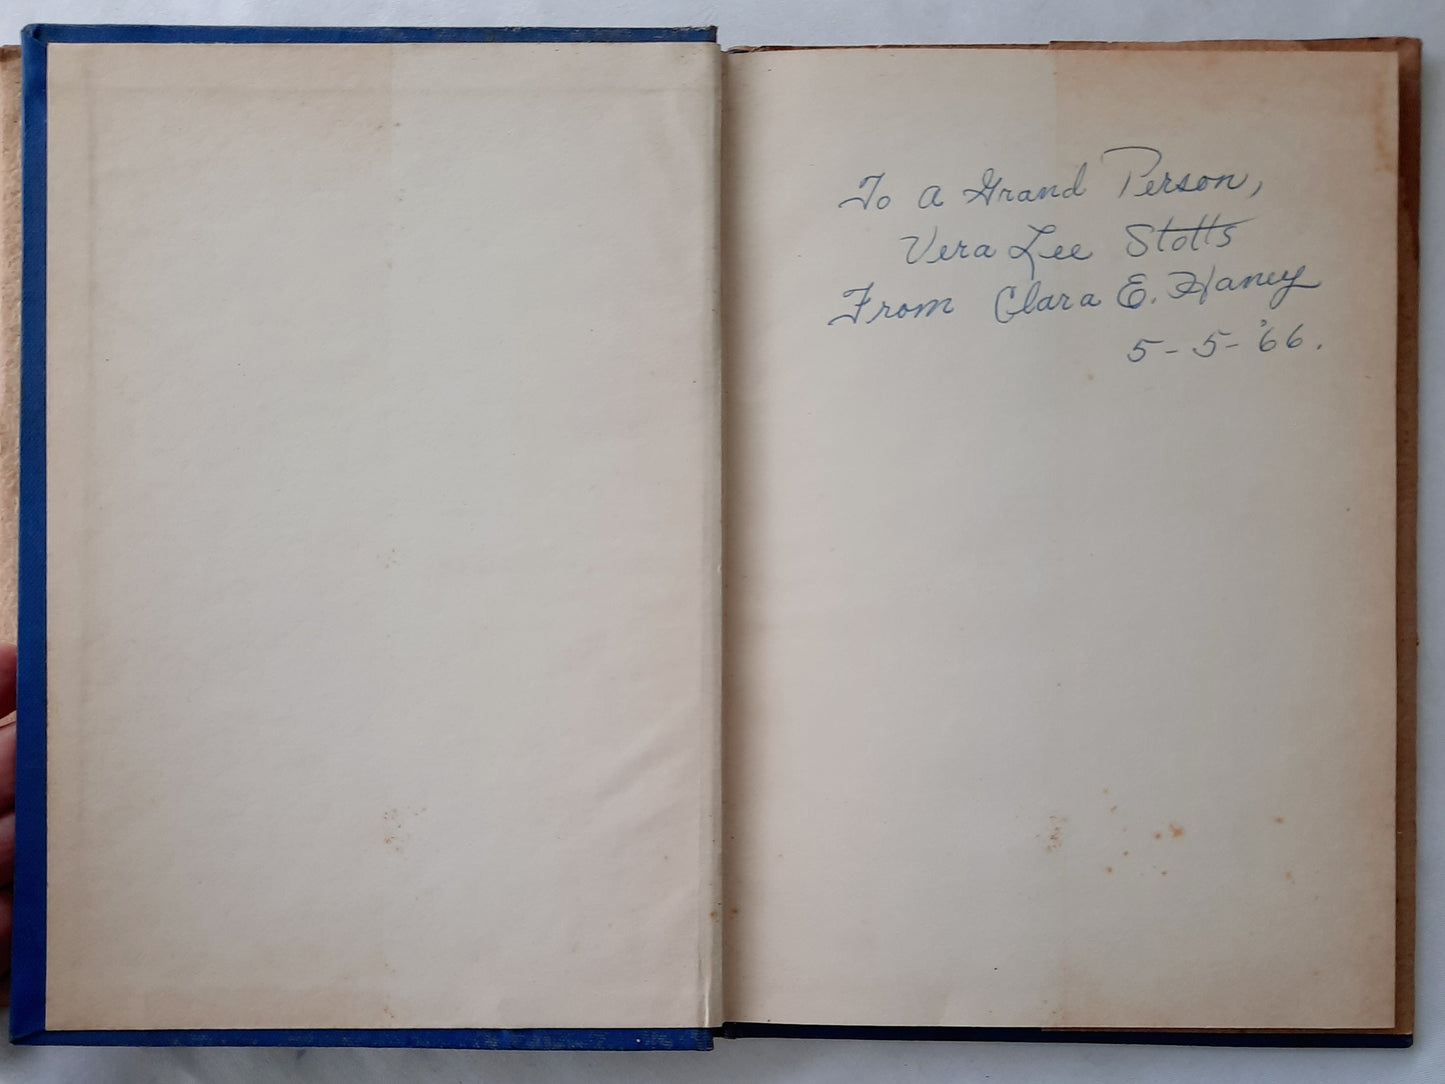 To a Grand Person,
Vera Lee Stotts
From Clara E. Haney
5-5-'66.